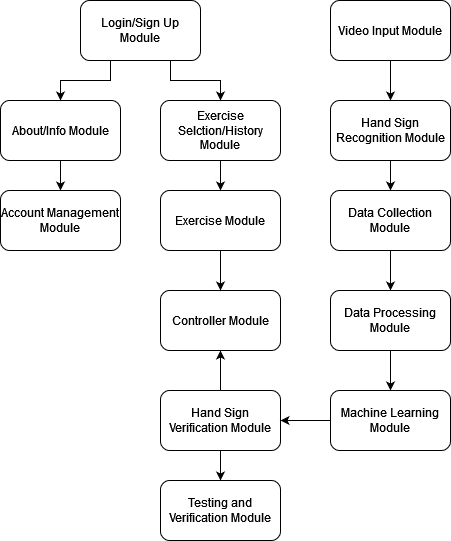 Login/Sign Up
Module
Video Input Module
About/Info Module
Exercise
Selction/History
Module
Hand Sign
Recognition Module
Account Management
Module
Exercise Module
Data Collection
Module
Controller Module
Data Processing
Module
Hand Sign
Verification Module
Machine Learning
Module
Testing and
Verification Module